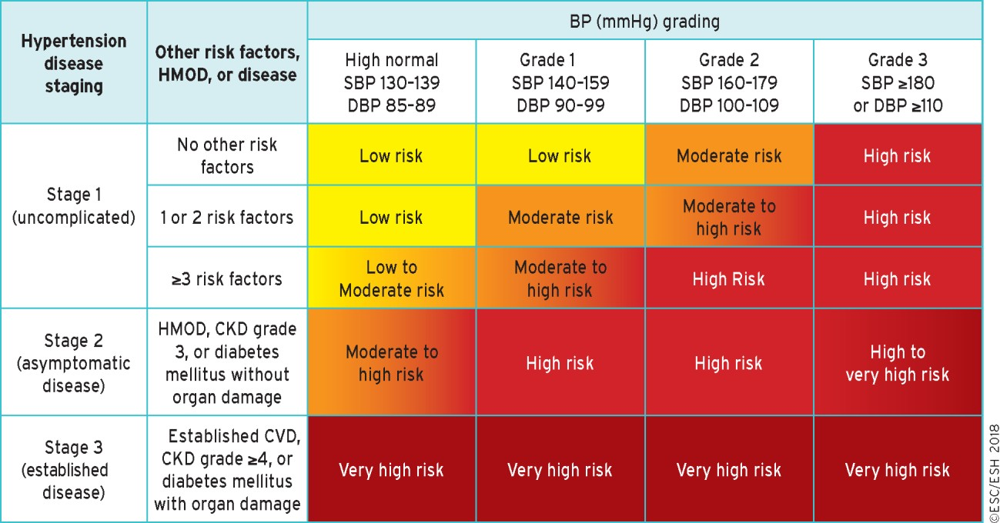 Hypertension
disease
staging
Other risk factors,
HMOD, or disease
BP (mmHg) grading
High normal
SBP 130-139
DBP 85-89
Grade 1
SBP 140-159
DBP 90-99
Grade 2
SBP 160-179
DBP 100-109
Grade 3
SBP ≥180
or DBP ≥110
Stage 1
(uncomplicated)
No other risk
factors
Low risk
Low risk
Moderate risk
High risk
1 or 2 risk factors
Low risk
Moderate risk
Moderate to
high risk
High risk
≥3 risk factors
Low to
Moderate risk
Moderate to
high risk
High Risk
High risk
Stage 2
(asymptomatic
disease)
HMOD, CKD grade
3, or diabetes
mellitus without
organ damage
Moderate to
high risk
High risk
High risk
High to
very high risk
Stage 3
(established
disease)
Established CVD,
CKD grade ≥4, or
diabetes mellitus
with organ damage
Very high risk
Very high risk
Very high risk
Very high risk
©ESC/ESH 2018